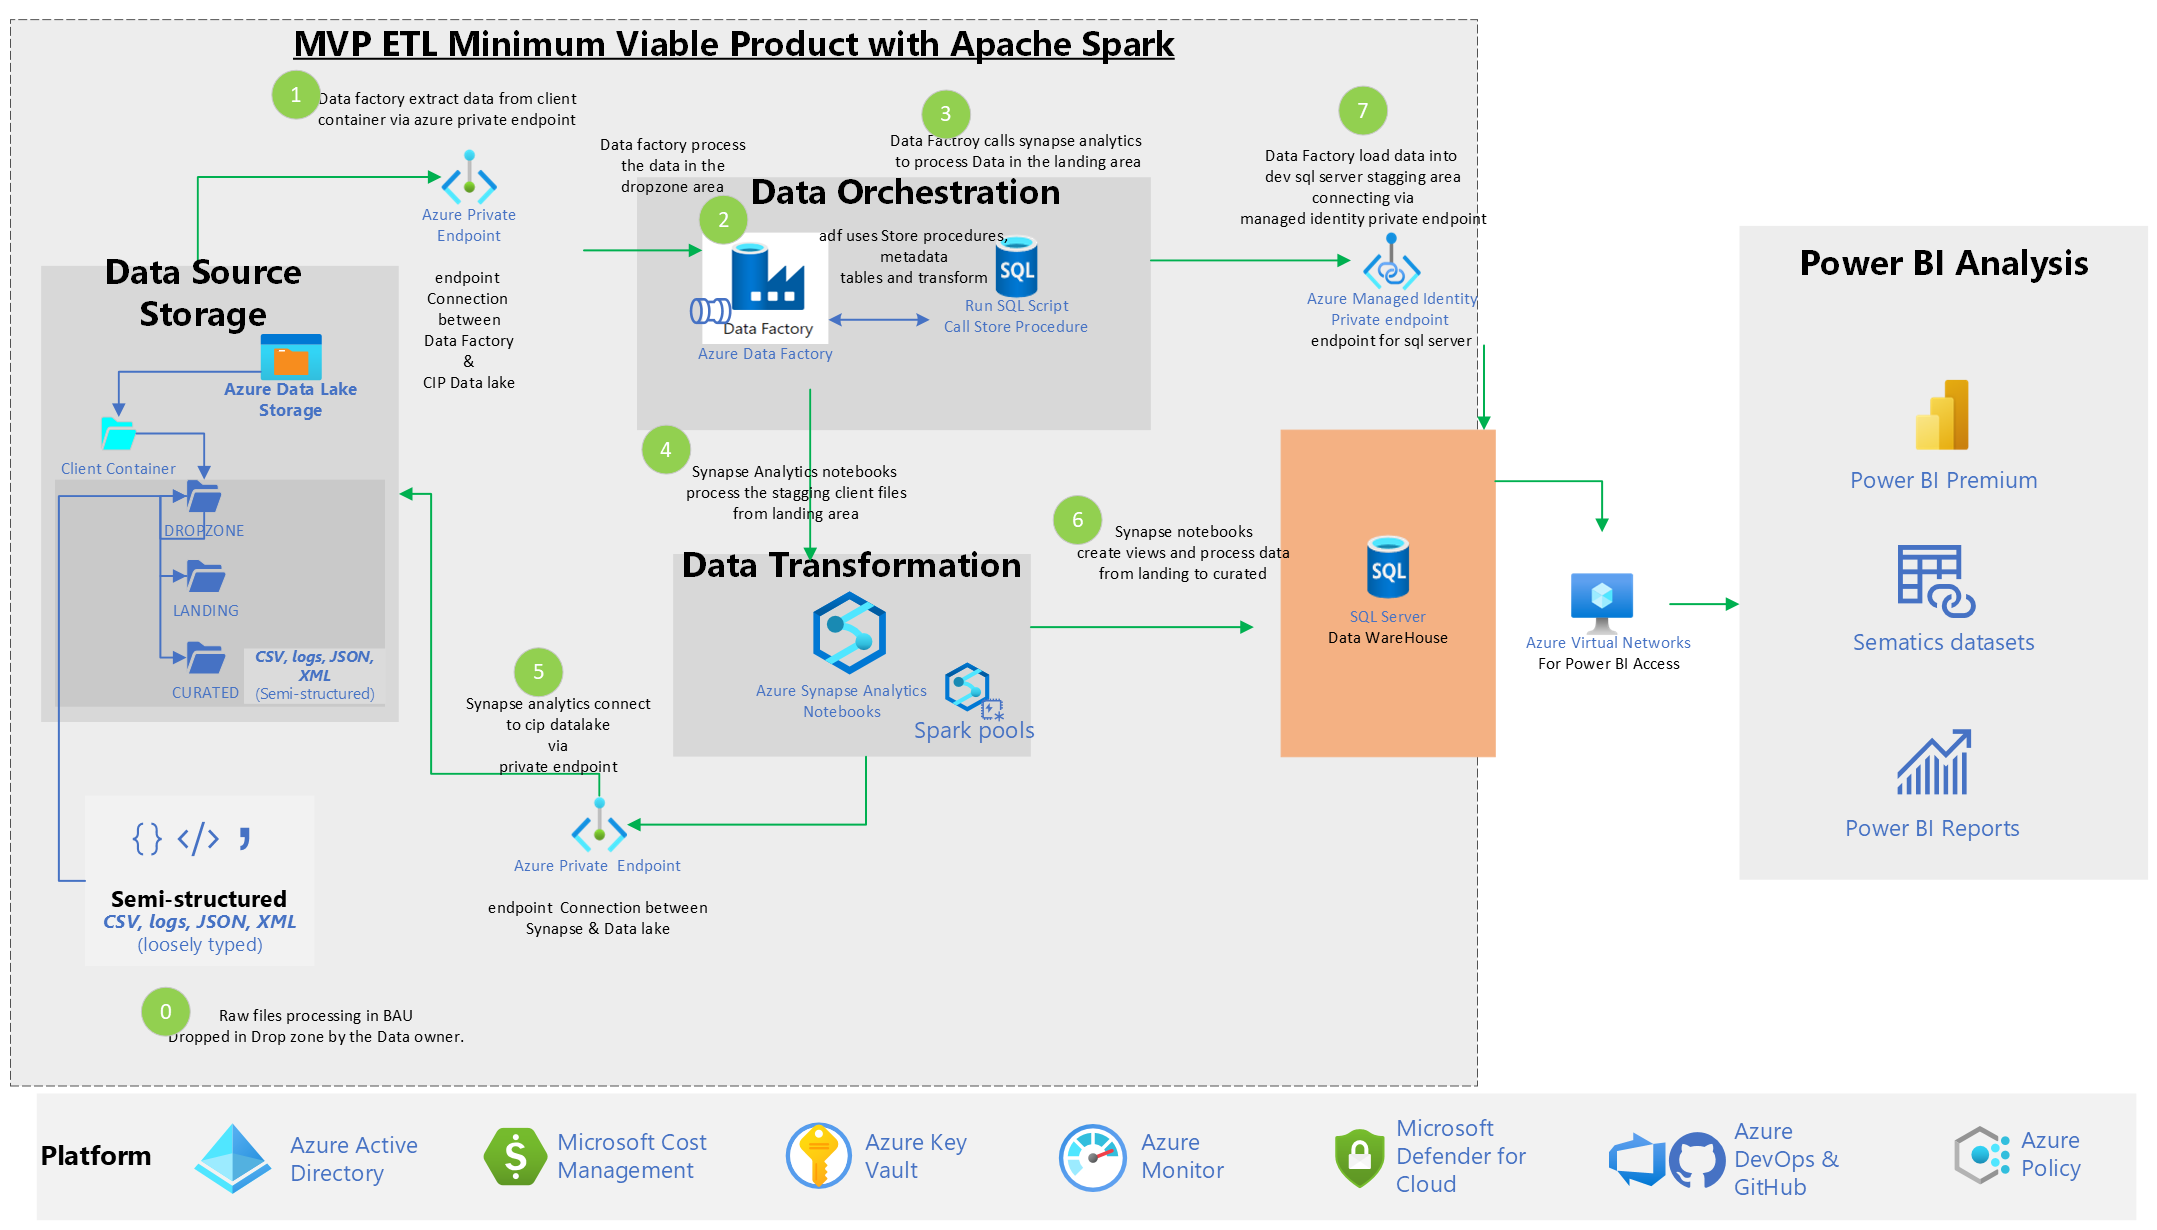 MVP ETL Minimum Viable Product with Apache Spark
1
Data factory extract data from client
container via azure private endpoint
Azure Private
Endpoint
endpoint
Connection
between
Data Factory
&
CIP Data lake
Data factory process
the data in the
dropzone area
2
3
Data Factroy calls synapse analytics
to process Data in the landing area
Data Orchestration
adf uses Store procedures,
metadata
tables and transform
Data Factory
Azure Data Factory
SQL
Run SQL Script
Call Store Procedure
7
Data Factory load data into
dev sql server stagging area
connecting via
managed identity private endpoint
Azure Managed Identity
Private endpoint
endpoint for sql server
Data Source
Storage
Azure Data Lake
Storage
Client Container
DROPZONE
LANDING
CURATED
CSV, logs, JSON,
XML
(Semi-structured)
4
Synapse Analytics notebooks
process the stagging client files
from landing area
Data Transformation
Azure Synapse Analytics
Notebooks
Spark pools
5
Synapse analytics connect
to cip datalake
via
private endpoint
Azure Private  Endpoint
endpoint  Connection between
Synapse & Data lake
6
Synapse notebooks
create views and process data
from landing to curated
SQL
SQL Server
Data WareHouse
Azure Virtual Networks
For Power BI Access
Power BI Analysis
Power BI Premium
Sematics datasets
Power BI Reports
{} </> ,
Semi-structured
CSV, logs, JSON, XML
(loosely typed)
0
Raw files processing in BAU
Dropped in Drop zone by the Data owner.
Platform
Azure Active
Directory
$
Microsoft Cost
Management
Azure Key
Vault
Azure
Monitor
Microsoft
Defender for
Cloud
Azure
DevOps &
GitHub
Azure
Policy